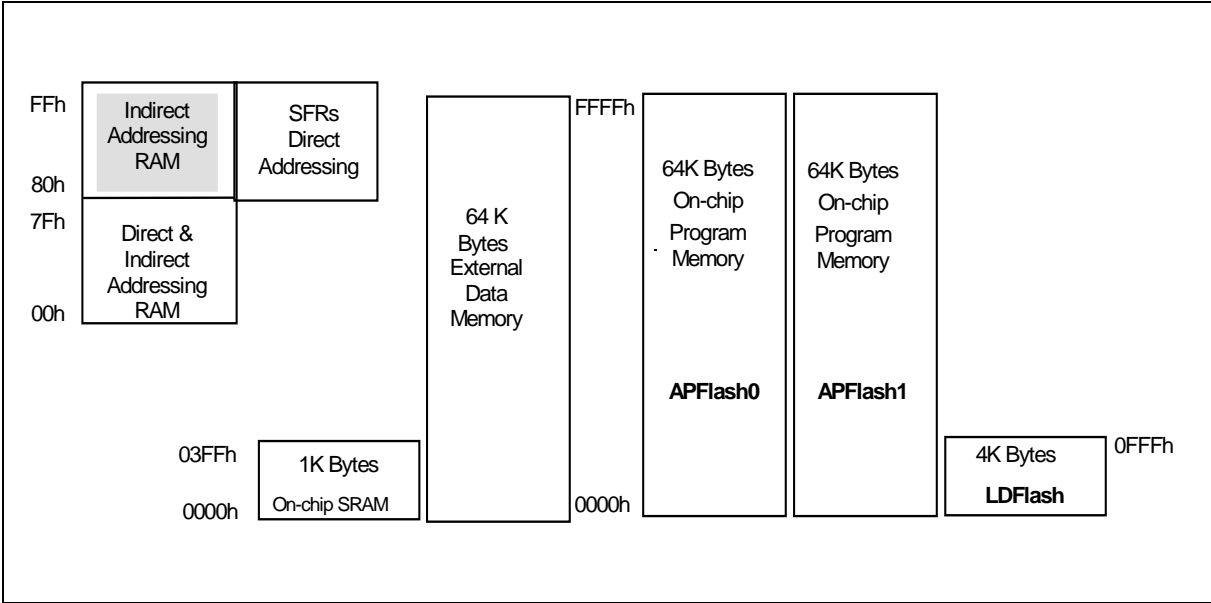 FFh
Indirect
Addressing
RAM
80h
SFRs
Direct
Addressing
7Fh
Direct &
Indirect
Addressing
RAM
00h
03FFh
1K Bytes
On-chip SRAM
0000h
64 K
Bytes
External
Data
Memory
FFFFh
0000h
64K Bytes
On-chip
Program
Memory
APFlash0
64K Bytes
On-chip
Program
Memory
APFlash1
4K Bytes
LDFlash
0FFFh